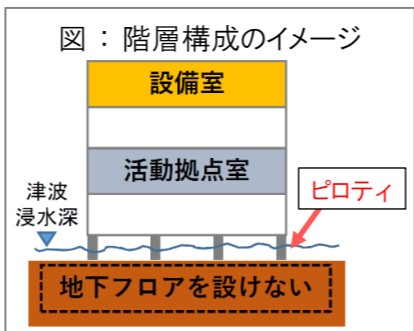 図 : 階層構成のイメージ
設備室
活動拠点室
津波
浸水深
ピロティ
地下フロアを設けない